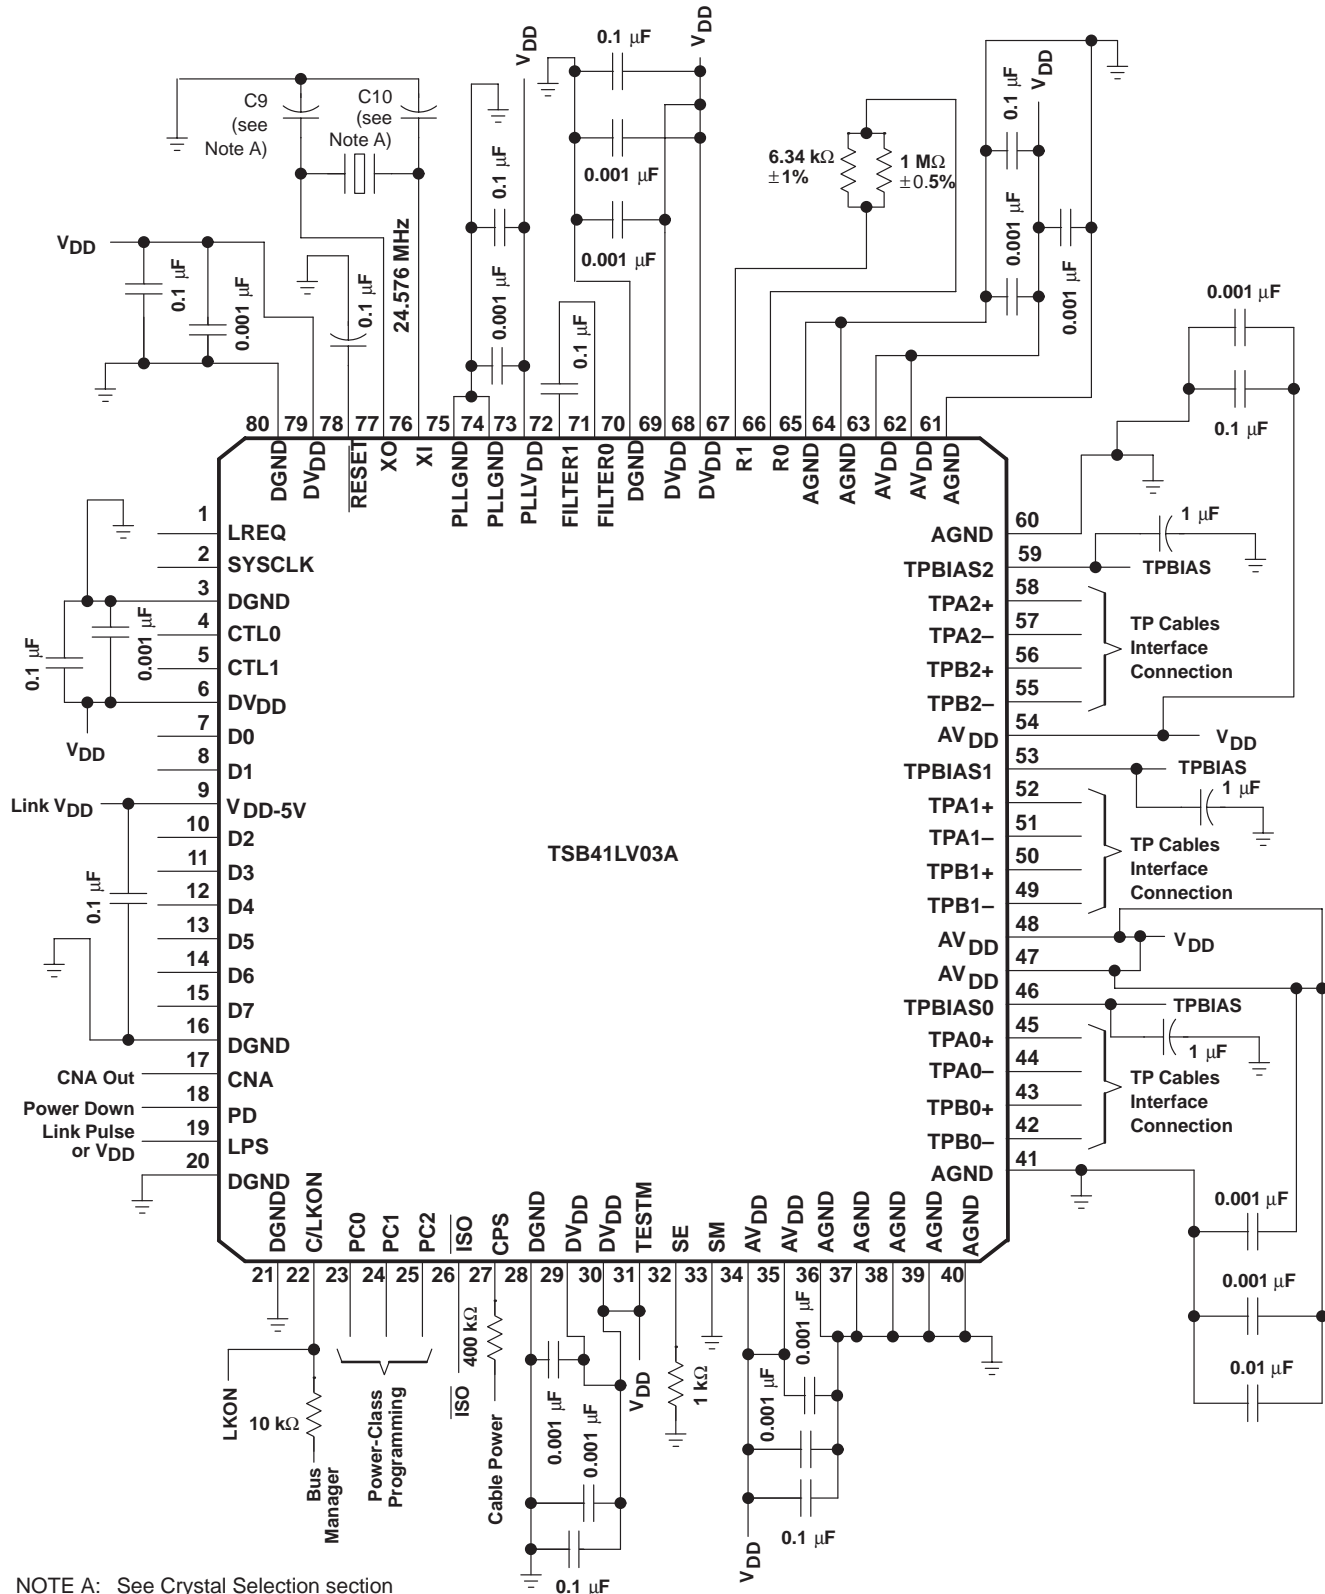 0.1 μF
VDD
VDD
C9
(see
Note A)
C10
(see
Note A)
0.1 μF
VDD
0.001 μF
6.34 kΩ
±1%
1 MΩ
±0.5%
0.1 μF
0.001 μF
VDD
0.001 μF
24.576 MHz
0.1 μF
0.1 μF
0.001 μF
0.001 μF
0.1 μF
0.001 μF
0.001 μF
0.1 μF
80 79 78 77 76 75 74 73 72 71 70 69 68 67 66 65 64 63 62 61
DGND
DVDD
RESET
XO
XI
PLLGND
PLLGND
PLLVDD
FILTER1
FILTER0
DGND
DVDD
DVDD
R1
R0
AGND
AGND
AVDD
AVDD
AGND
1 LREQ
2 SYSCLK
3 DGND
4 CTL0
5 CTL1
6 DVDD
7 D0
8 D1
9 VDD-5V
10 D2
11 D3
12 D4
13 D5
14 D6
15 D7
16 DGND
17 CNA
18 PD
19 LPS
20 DGND
0.1 μF
0.001 μF
VDD
Link VDD
0.1 μF
CNA Out
Power Down
Link Pulse
or VDD
TSB41LV03A
AGND 60
TPBIAS2 59
TPA2+ 58
TPA2– 57
TPB2+ 56
TPB2– 55
AVDD 54
TPBIAS1 53
TPA1+ 52
TPA1– 51
TPB1+ 50
TPB1– 49
AVDD 48
AVDD 47
TPBIAS0 46
TPA0+ 45
TPA0– 44
TPB0+ 43
TPB0– 42
AGND 41
1 μF
TPBIAS
TP Cables
Interface
Connection
VDD
TPBIAS
1 μF
TP Cables
Interface
Connection
VDD
TPBIAS
1 μF
TP Cables
Interface
Connection
0.001 μF
0.001 μF
0.01 μF
DGND
C/LKON
PC0
PC1
PC2
ISO
CPS
DGND
DVDD
DVDD
TESTM
SE
SM
AVDD
AVDD
AGND
AGND
AGND
AGND
AGND
21 22 23 24 25 26 27 28 29 30 31 32 33 34 35 36 37 38 39 40
LKON
10 kΩ
Bus
Manager
Power-Class
Programming
ISO
400 kΩ
Cable Power
0.001 μF
0.001 μF
0.1 μF
VDD
1 kΩ
0.001 μF
0.001 μF
0.1 μF
VDD
NOTE A: See Crystal Selection section